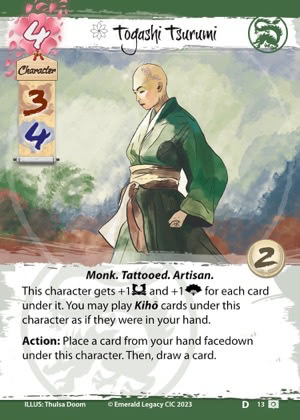 4
Togashi Tsurumi
Character
3
4
2
Monk. Tattooed. Artisan.
This character gets +1 and +1 for each card
under it. You may play Kihō cards under this
character as if they were in your hand.
Action: Place a card from your hand facedown
under this character. Then, draw a card.
ILLUS: Thulsa Doom © Emerald Legacy CIC 2023 D 13